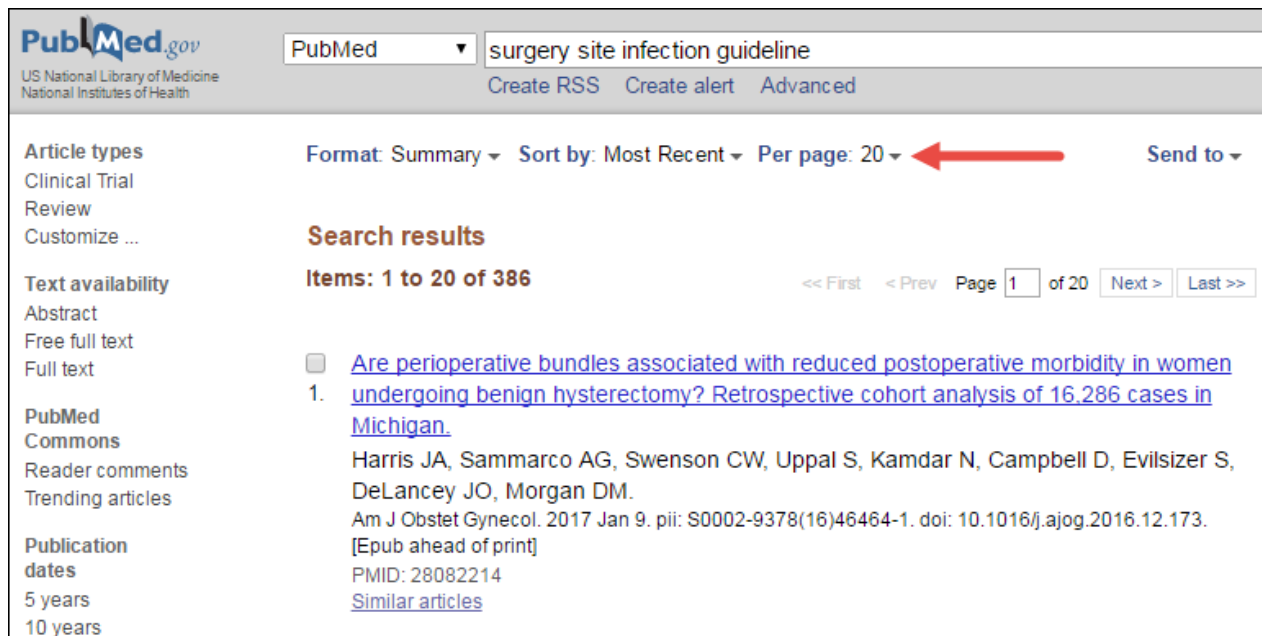 PubMed.gov
US National Library of Medicine
National Institutes of Health
PubMed
surgery site infection guideline
Create RSS Create alert Advanced
Article types
Clinical Trial
Review
Customize ...
Text availability
Abstract
Free full text
Full text
PubMed
Commons
Reader comments
Trending articles
Publication
dates
5 years
10 years
Format: Summary Sort by: Most Recent Per page: 20 Send to
Search results
Items: 1 to 20 of 386
<< First < Prev Page 1 of 20 Next > Last >>
Are perioperative bundles associated with reduced postoperative morbidity in women
1. undergoing benign hysterectomy? Retrospective cohort analysis of 16,286 cases in
Michigan.
Harris JA, Sammarco AG, Swenson CW, Uppal S, Kamdar N, Campbell D, Evilsizer S,
DeLancey JO, Morgan DM.
Am J Obstet Gynecol. 2017 Jan 9. pii: S0002-9378(16)46464-1. doi: 10.1016/j.ajog.2016.12.173.
[Epub ahead of print]
PMID: 28082214
Similar articles